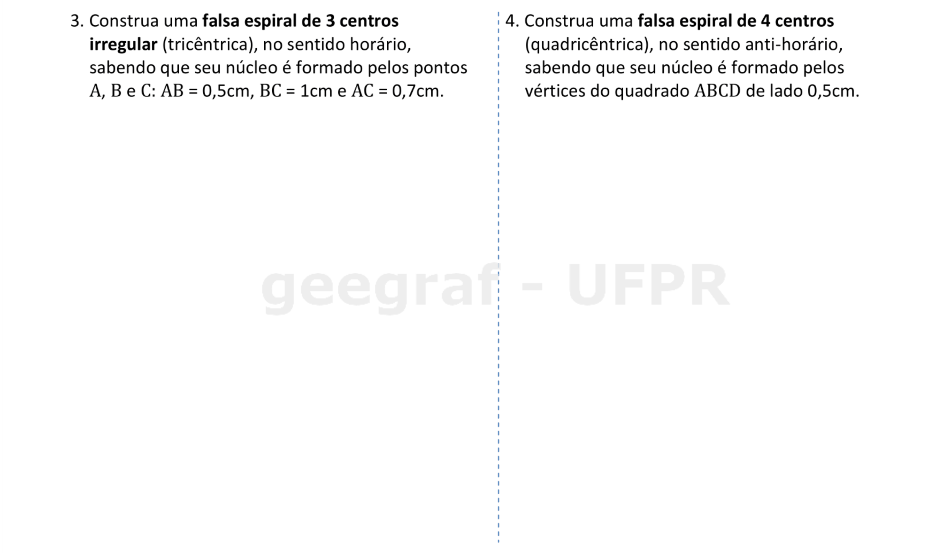 3. Construa uma falsa espiral de 3 centros
irregular (tricêntrica), no sentido horário,
sabendo que seu núcleo é formado pelos pontos
A, B e C: AB = 0,5cm, BC = 1cm e AC = 0,7cm.
4. Construa uma falsa espiral de 4 centros
(quadricêntrica), no sentido anti-horário,
sabendo que seu núcleo é formado pelos
vértices do quadrado ABCD de lado 0,5cm.
geegraf - UFPR